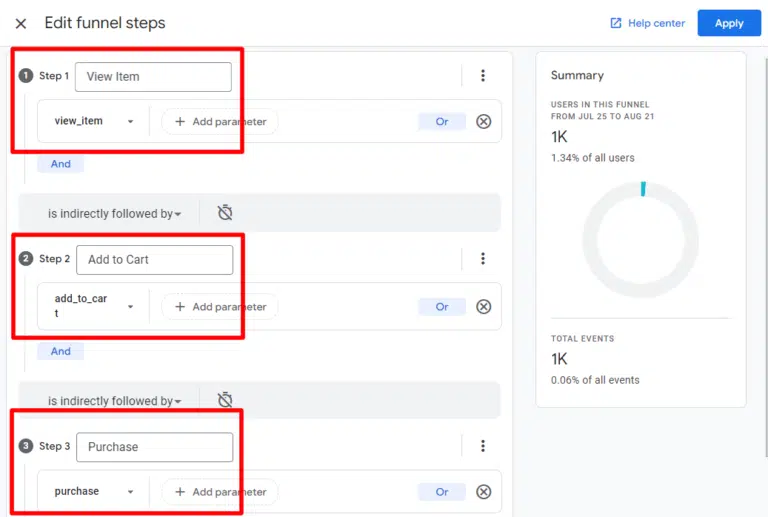 Edit funnel steps
Help center
Apply
1 Step 1 View Item
view_item
+ Add parameter
Or
And
is indirectly followed by
2 Step 2 Add to Cart
add_to_car
t
+ Add parameter
Or
And
is indirectly followed by
3 Step 3 Purchase
purchase
+ Add parameter
Or
Summary
USERS IN THIS FUNNEL
FROM JUL 25 TO AUG 21
1K
1.34% of all users
TOTAL EVENTS
1K
0.06% of all events